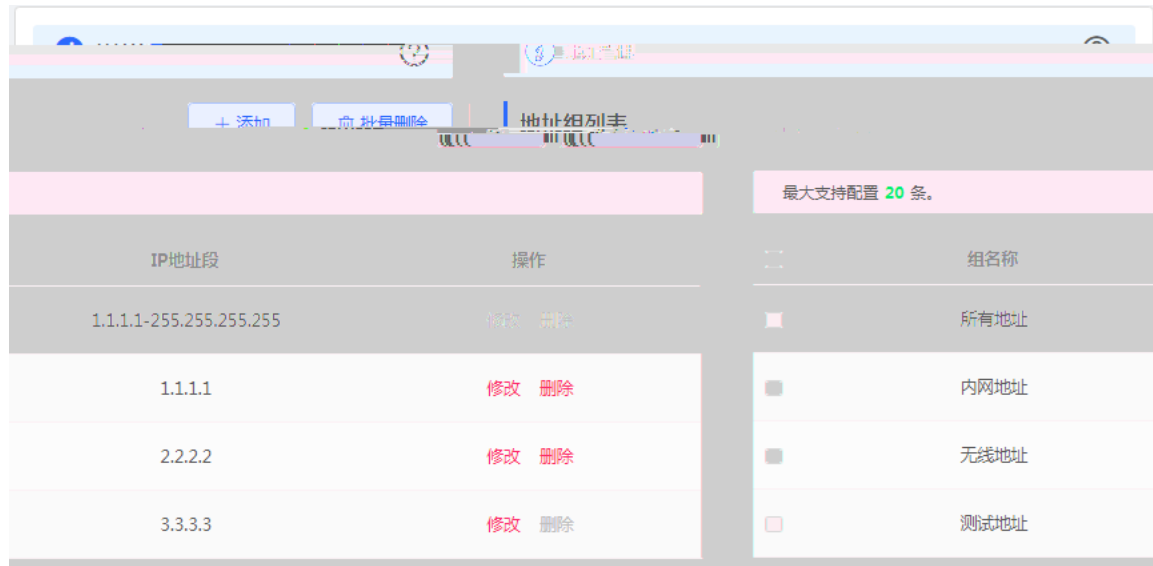 + 添加 批量删除 地址组列表
最大支持配置 20 条。
IP地址段 操作 组名称
1.1.1.1-255.255.255.255 修改 删除 所有地址
1.1.1.1 修改 删除 内网地址
2.2.2.2 修改 删除 无线地址
3.3.3.3 修改 删除 测试地址